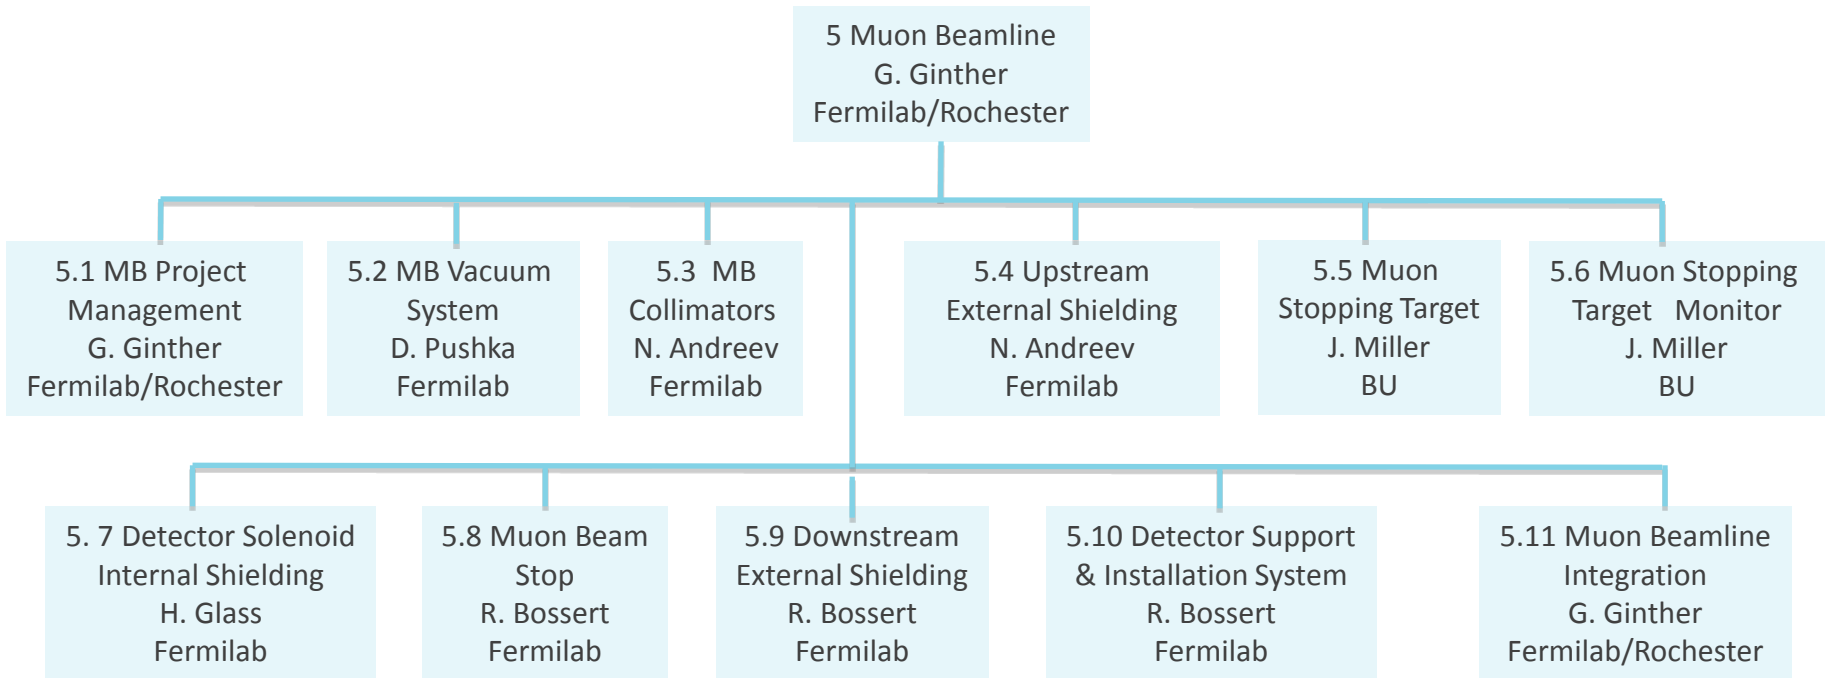 5 Muon Beamline
G. Ginther
Fermilab/Rochester
5.1 MB Project
Management
G. Ginther
Fermilab/Rochester
5.2 MB Vacuum
System
D. Pushka
Fermilab
5.3 MB
Collimators
N. Andreev
Fermilab
5.4 Upstream
External Shielding
N. Andreev
Fermilab
5.5 Muon
Stopping Target
J. Miller
BU
5.6 Muon Stopping
Target Monitor
J. Miller
BU
5. 7 Detector Solenoid
Internal Shielding
H. Glass
Fermilab
5.8 Muon Beam
Stop
R. Bossert
Fermilab
5.9 Downstream
External Shielding
R. Bossert
Fermilab
5.10 Detector Support
& Installation System
R. Bossert
Fermilab
5.11 Muon Beamline
Integration
G. Ginther
Fermilab/Rochester